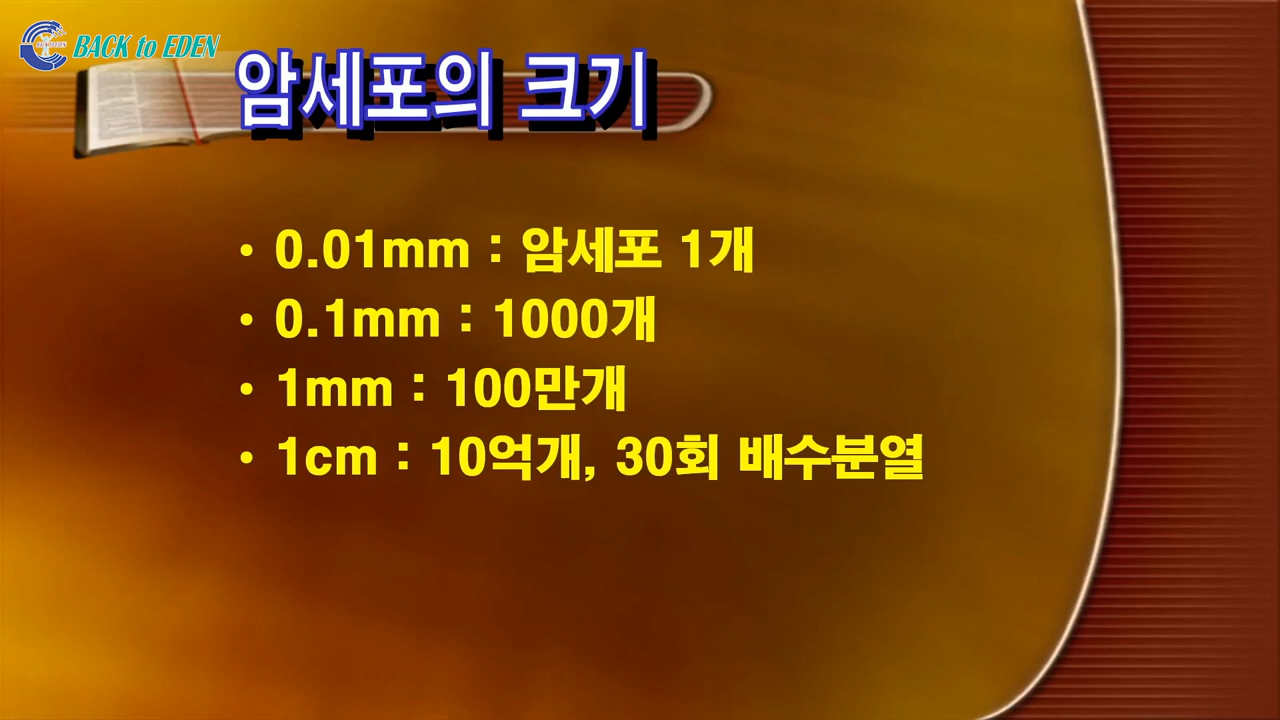 BACK to EDEN
암세포의 크기
• 0.01mm : 암세포 1개
• 0.1mm : 1000개
• 1mm : 100만개
• 1cm : 10억개, 30회 배수분열